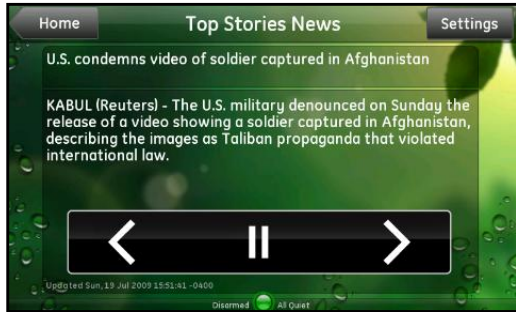 Home Top Stories News Settings
U.S. condemns video of soldier captured in Afghanistan
KABUL (Reuters) - The U.S. military denounced on Sunday the
release of a video showing a soldier captured in Afghanistan,
describing the images as Taliban propaganda that violated
international law.
Updated Sun, 19 Jul 2009 15:51:41 -0400
Disarmed All Quiet